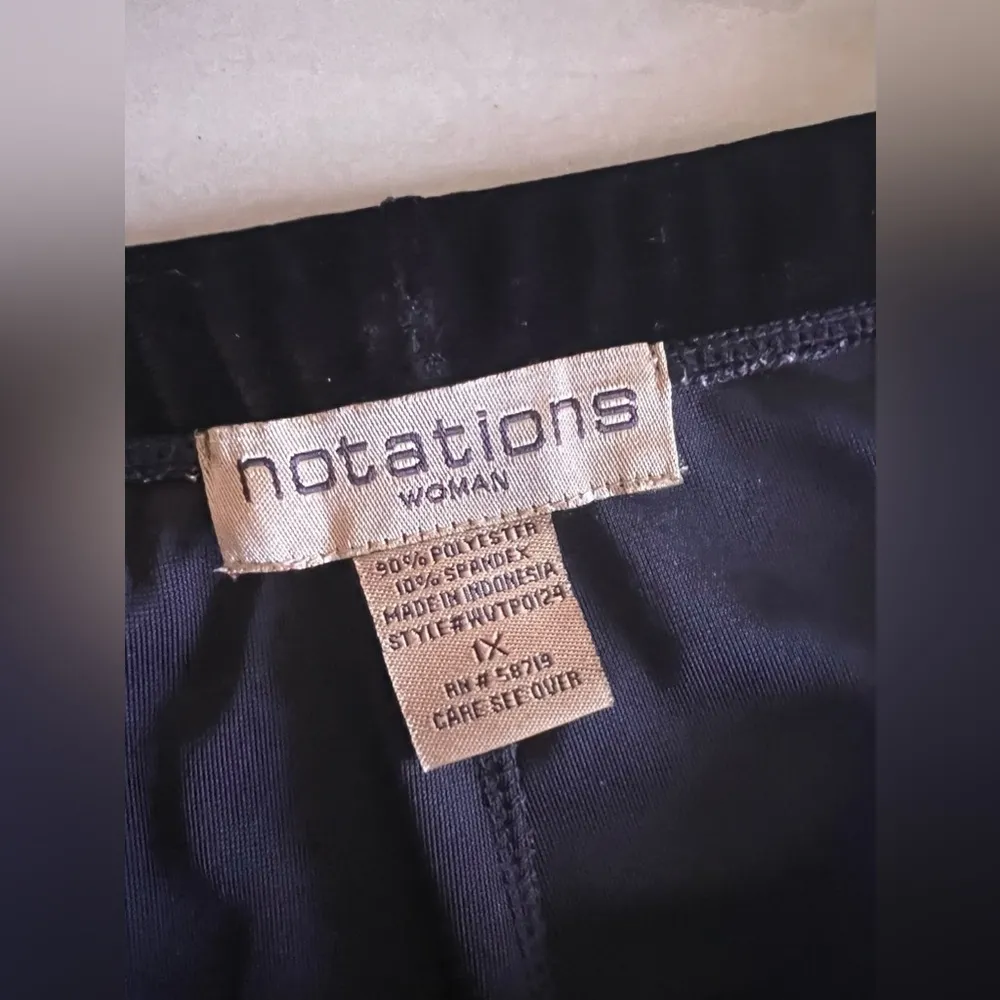 notations
WOMAN
90% POLYESTER
10% SPANDEX
MADE IN INDONESIA
STYLE#WUTP0124
1X
RN # 58719
CARE SEE OVER